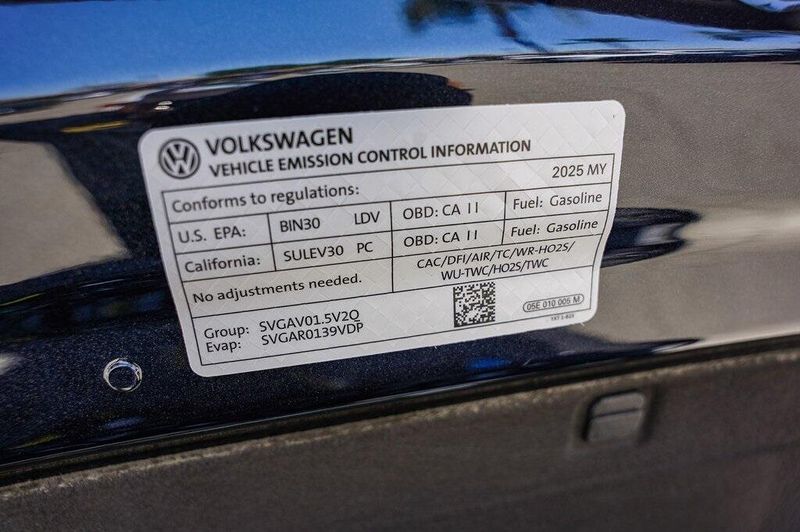 VOLKSWAGEN
VEHICLE EMISSION CONTROL INFORMATION
2025 MY
Conforms to regulations:
U.S. EPA: BIN30 LDV OBD: CA II Fuel: Gasoline
California: SULEV30 PC OBD: CA II Fuel: Gasoline
No adjustments needed.
CAC/DFI/AIR/TC/WR-HO2S/
WU-TWC/HO2S/TWC
Group: SVGAV01.5V2Q
Evap: SVGAR0139VDP
05E 010 005 M